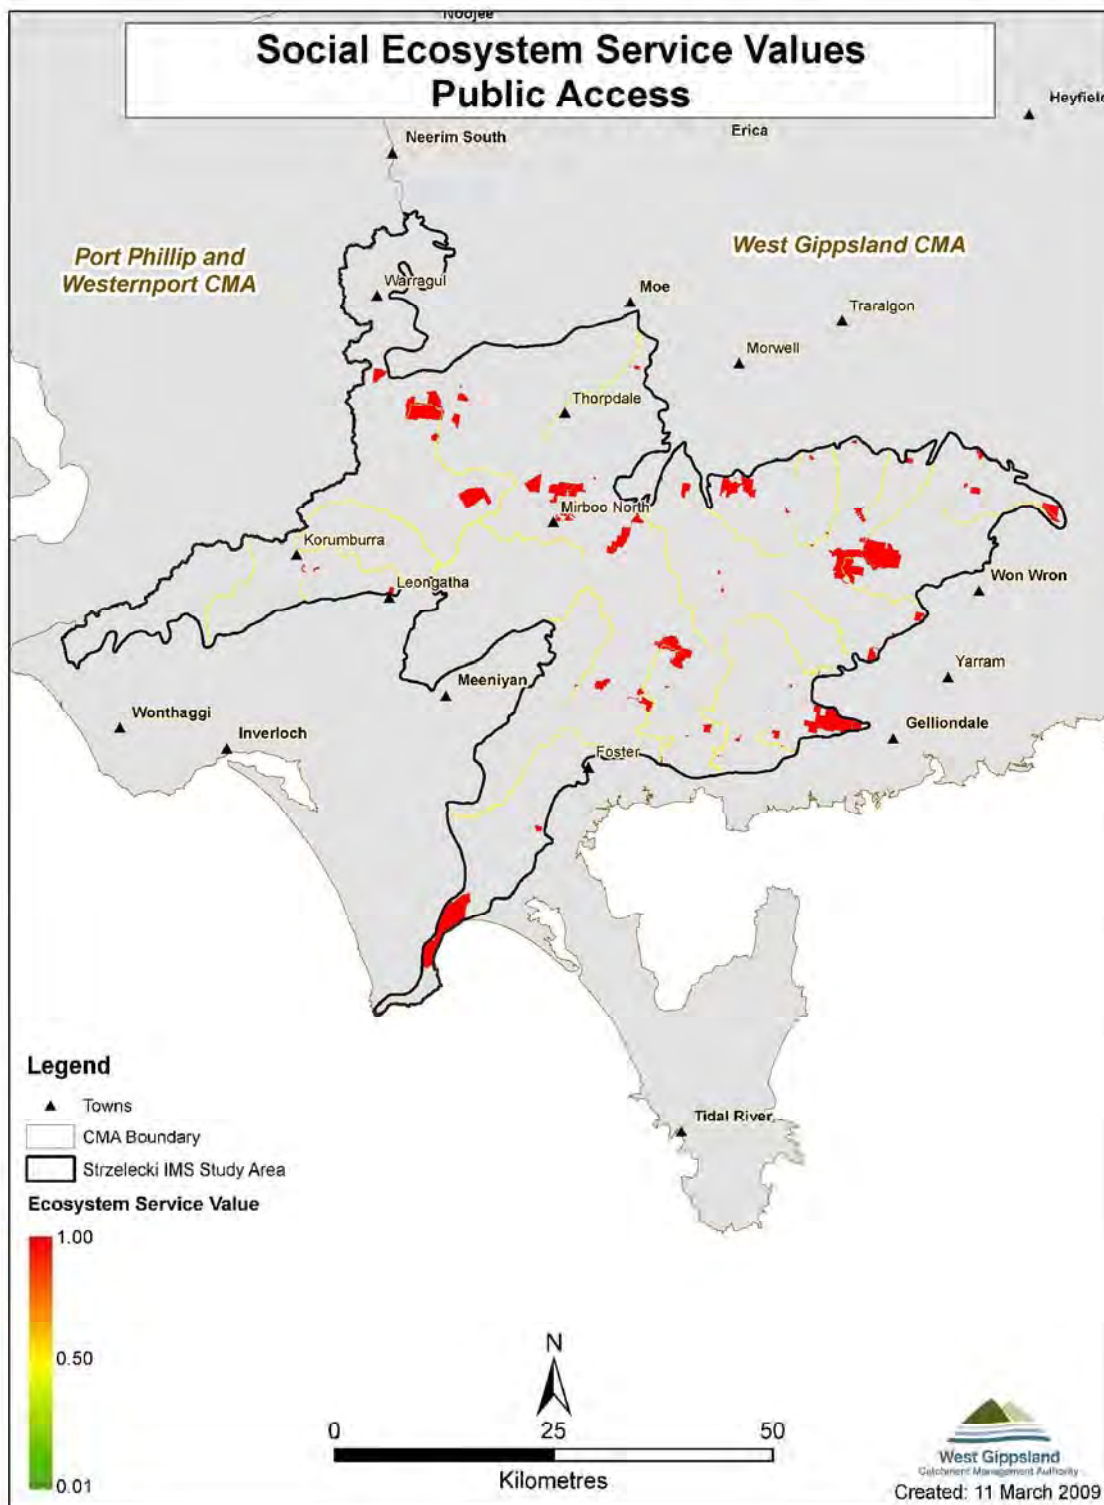 Noojee
Social Ecosystem Service Values
Public Access
Heyfield
Erica
Neerim South
West Gippsland CMA
Port Phillip and
Westernport CMA
Warragul
Moe
Traralgon
Morwell
Thorpdale
Mirboo North
Korumburra
Leongatha
Won Wron
Meeniyan
Yarram
Wonthaggi
Inverloch
Gelliondale
Foster
Legend
Towns
CMA Boundary
Strzelecki IMS Study Area
Tidal River
Ecosystem Service Value
1.00
0.50
0.01
N
0 25 50
Kilometres
West Gippsland
Catchment Management Authority
Created: 11 March 2009